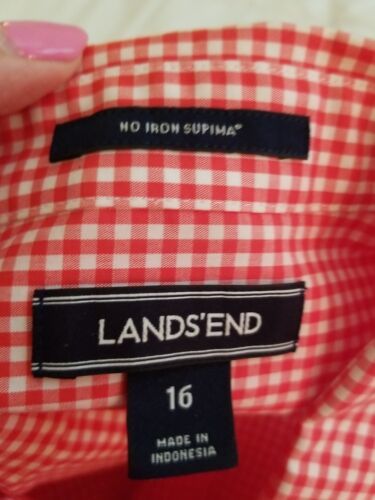 NO IRON SUPIMA®
LANDS'END
16
MADE IN
INDONESIA